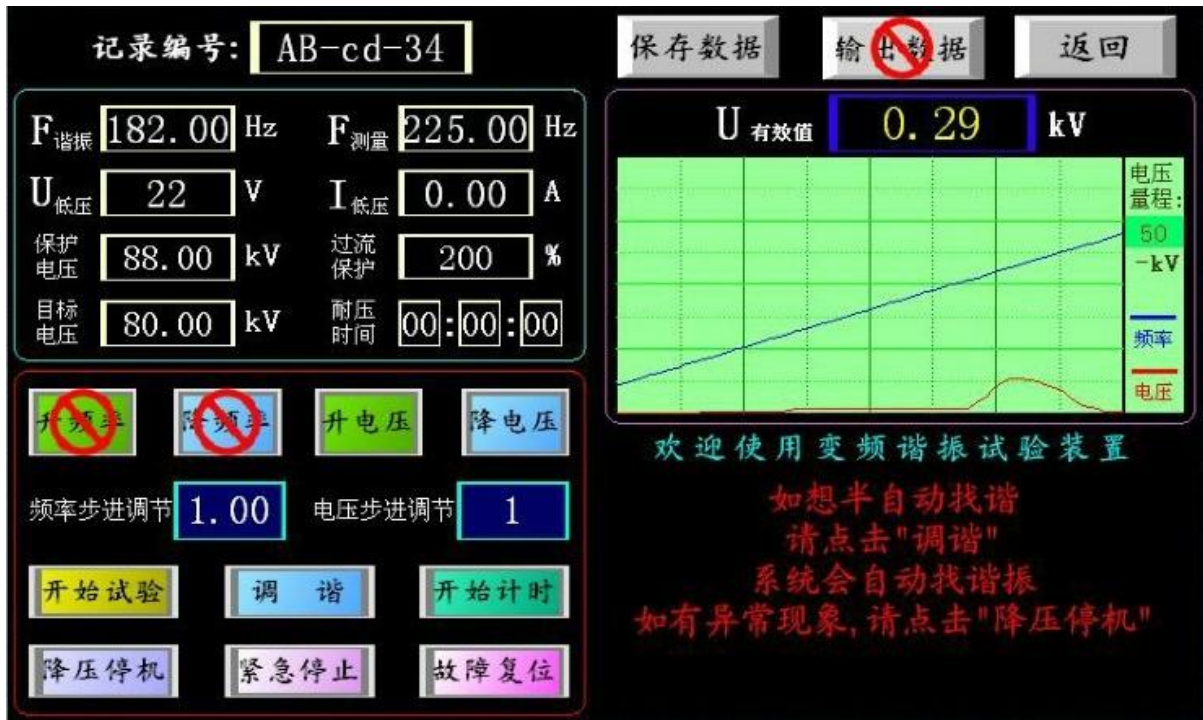 记录编号: AB-cd-34
保存数据 输出数据 返回
F谐振 182.00 Hz F测量 225.00 Hz
U低压 22 V I低压 0.00 A
保护电压 88.00 kV 过流保护 200 %
目标电压 80.00 kV 耐压时间 00:00:00
U有效值 0.29 kV
电压
量程:
50
-kV
频率
电压
升频率 降频率 升电压 降电压
频率步进调节 1.00 电压步进调节 1
开始试验 调 谐 开始计时
降压停机 紧急停止 故障复位
欢迎使用变频谐振试验装置
如想半自动找谐
请点击"调谐"
系统会自动找谐振
如有异常现象,请点击"降压停机"